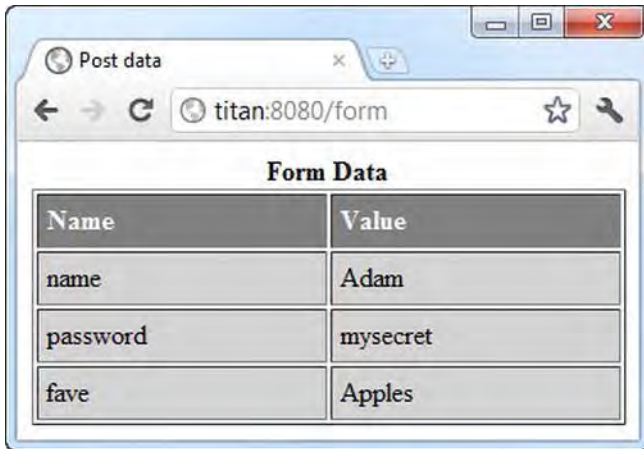 Post data
titan:8080/form
Form Data
Name Value
name Adam
password mysecret
fave Apples